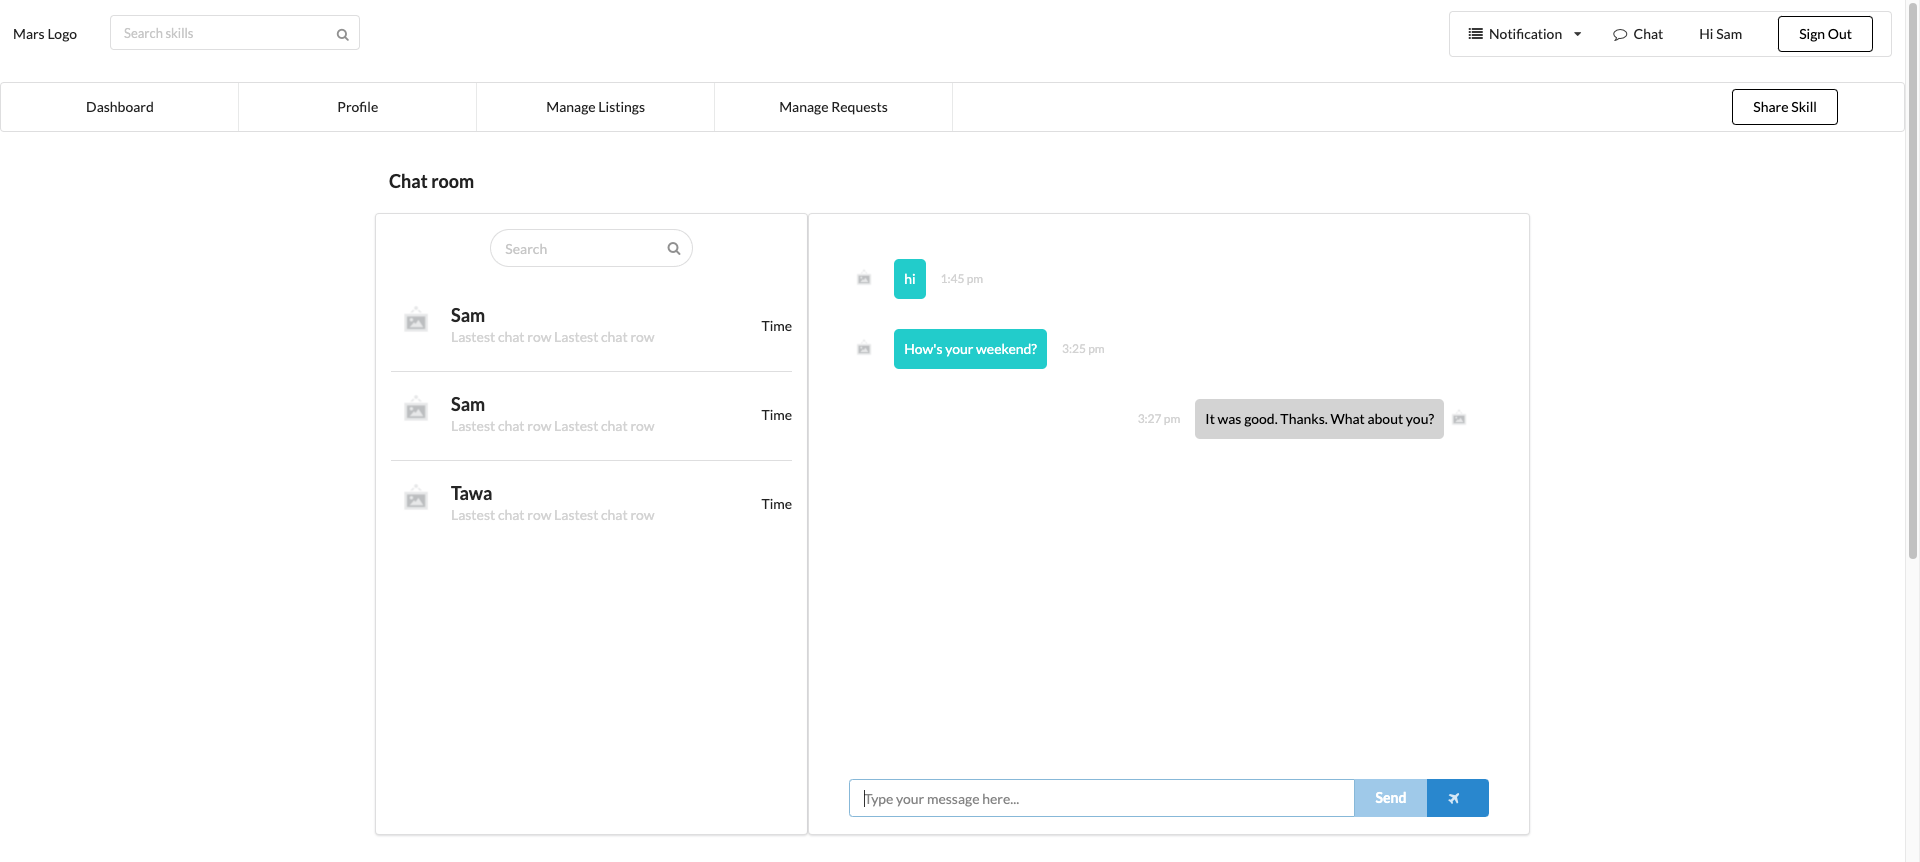 Mars Logo
Search skills
Notification
Chat
Hi Sam
Sign Out
Dashboard
Profile
Manage Listings
Manage Requests
Share Skill
Chat room
Search
Sam
Lastest chat row Lastest chat row
Time
Sam
Lastest chat row Lastest chat row
Time
Tawa
Lastest chat row Lastest chat row
Time
hi
1:45 pm
How's your weekend?
3:25 pm
3:27 pm
It was good. Thanks. What about you?
Type your message here...
Send